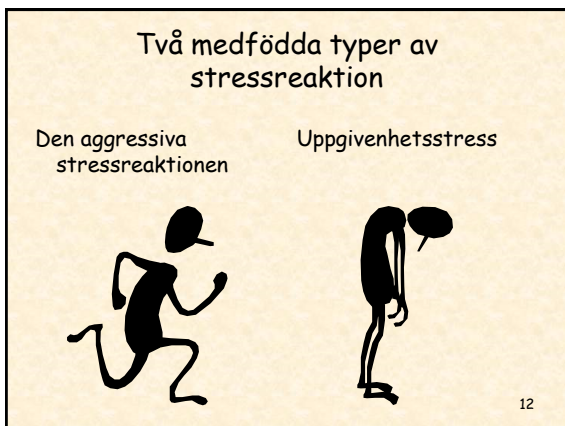 Två medfödda typer av
stressreaktion
Den aggressiva
stressreaktionen
Uppgivenhetsstress
12